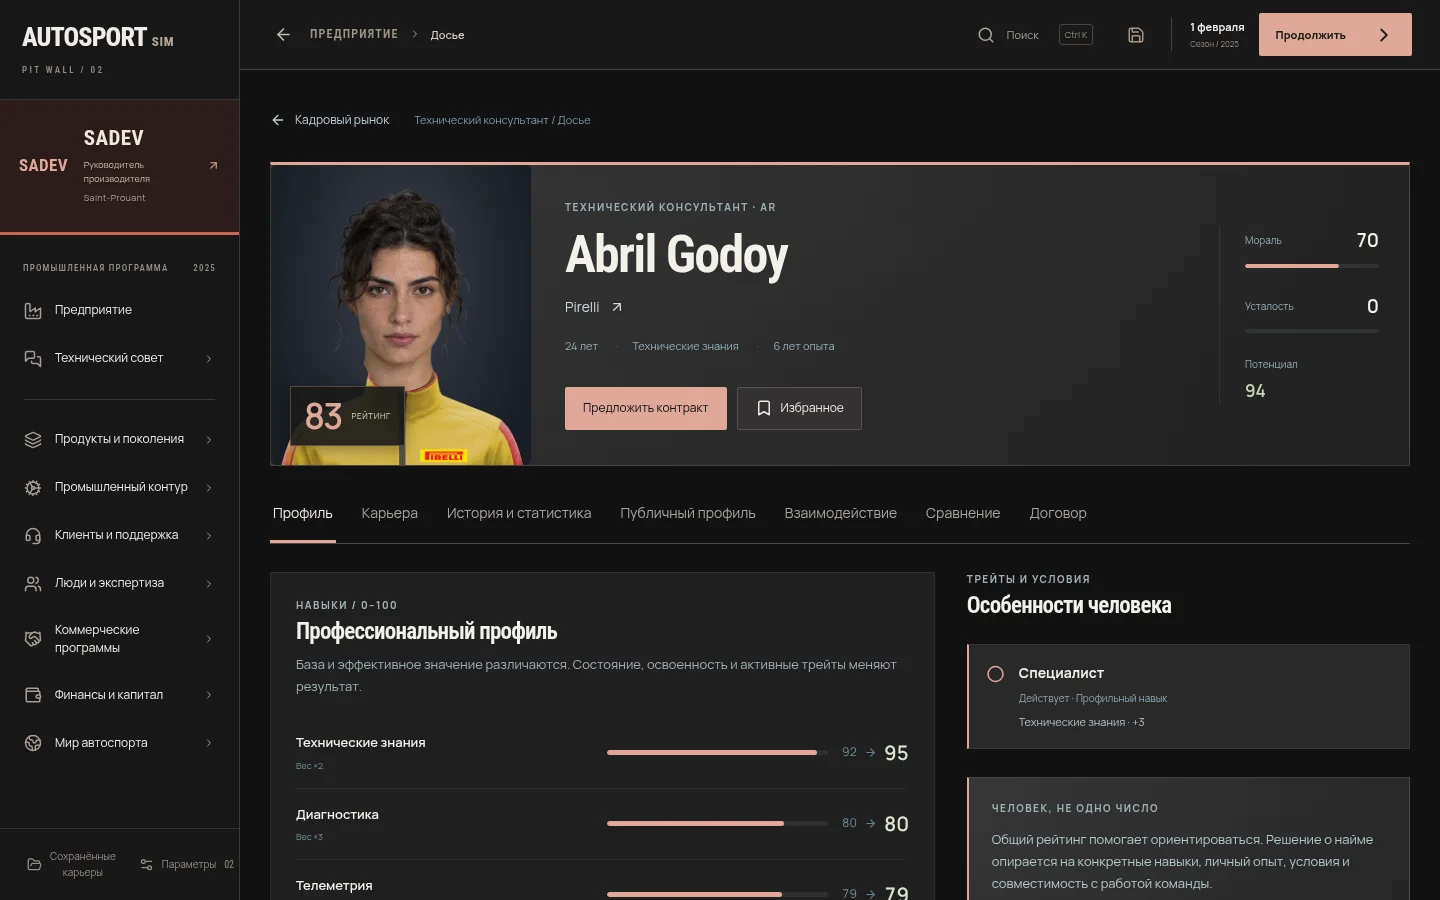 AUTOSPORT SIM
PIT WALL / 02
SADEV
SADEV
Руководитель
производителя
Saint-Prouant
ПРОМЫШЛЕННАЯ ПРОГРАММА 2025
Предприятие
Технический совет
Продукты и поколения
Промышленный контур
Клиенты и поддержка
Люди и экспертиза
Коммерческие
программы
Финансы и капитал
Мир автоспорта
Сохранённые
карьеры
Параметры 02
ПРЕДПРИЯТИЕ Досье
Поиск Ctrl K
1 февраля
Сезон / 2025
Продолжить
Кадровый рынок Технический консультант / Досье
ТЕХНИЧЕСКИЙ КОНСУЛЬТАНТ · AR
Abril Godoy
Pirelli
24 лет · Технические знания · 6 лет опыта
Предложить контракт Избранное
83 РЕЙТИНГ
PIRELLI
Мораль 70
Усталость 0
Потенциал
94
Профиль Карьера История и статистика Публичный профиль Взаимодействие Сравнение Договор
НАВЫКИ / 0–100
Профессиональный профиль
База и эффективное значение различаются. Состояние, освоенность и активные трейты меняют
результат.
Технические знания
Вес ×2
92 → 95
Диагностика
Вес ×3
80 → 80
Телеметрия
79 → 79
ТРЕЙТЫ И УСЛОВИЯ
Особенности человека
Специалист
Действует · Профильный навык
Технические знания · +3
ЧЕЛОВЕК, НЕ ОДНО ЧИСЛО
Общий рейтинг помогает ориентироваться. Решение о найме
опирается на конкретные навыки, личный опыт, условия и
совместимость с работой команды.